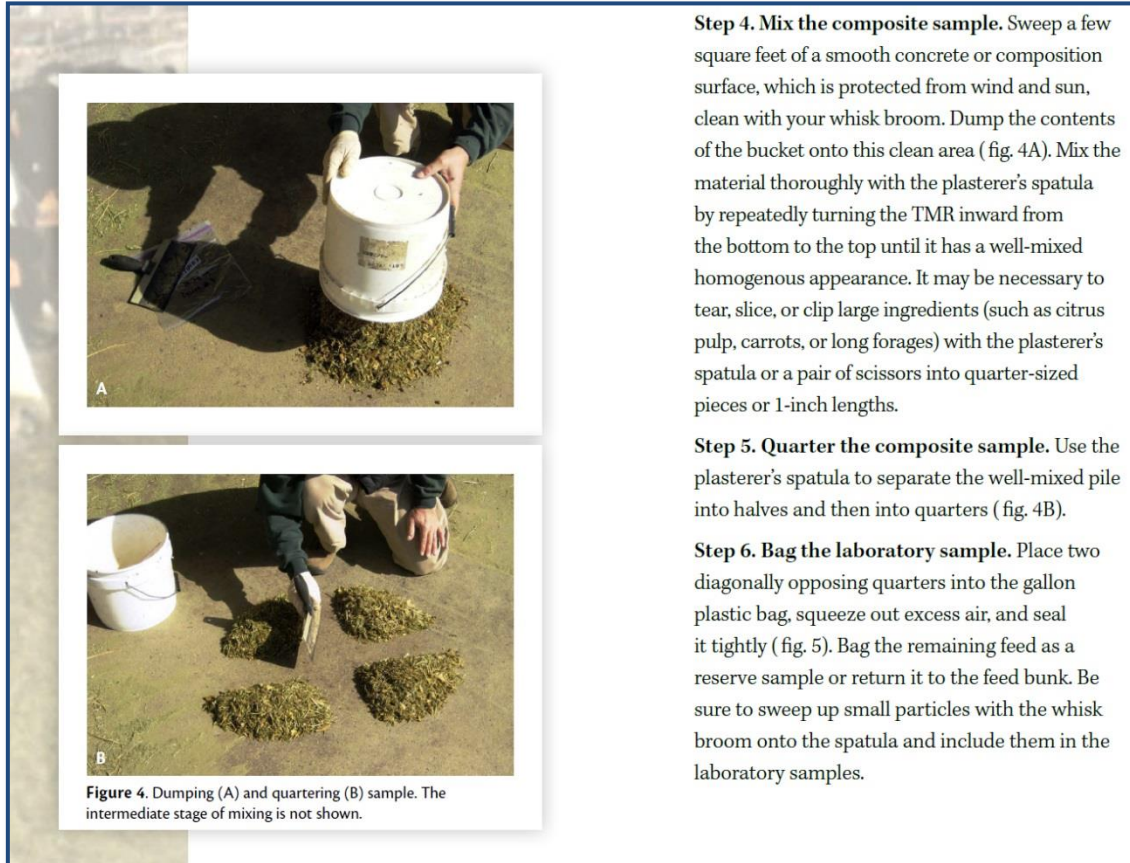 A
B
Figure 4. Dumping (A) and quartering (B) sample. The
intermediate stage of mixing is not shown.
Step 4. Mix the composite sample. Sweep a few
square feet of a smooth concrete or composition
surface, which is protected from wind and sun,
clean with your whisk broom. Dump the contents
of the bucket onto this clean area (fig. 4A). Mix the
material thoroughly with the plasterer's spatula
by repeatedly turning the TMR inward from
the bottom to the top until it has a well-mixed
homogenous appearance. It may be necessary to
tear, slice, or clip large ingredients (such as citrus
pulp, carrots, or long forages) with the plasterer's
spatula or a pair of scissors into quarter-sized
pieces or 1-inch lengths.
Step 5. Quarter the composite sample. Use the
plasterer's spatula to separate the well-mixed pile
into halves and then into quarters (fig. 4B).
Step 6. Bag the laboratory sample. Place two
diagonally opposing quarters into the gallon
plastic bag, squeeze out excess air, and seal
it tightly (fig. 5). Bag the remaining feed as a
reserve sample or return it to the feed bunk. Be
sure to sweep up small particles with the whisk
broom onto the spatula and include them in the
laboratory samples.